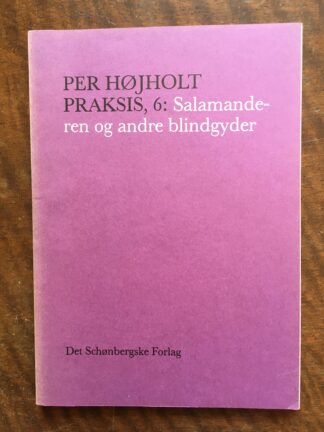 PER HØJHOLT
PRAKSIS, 6: Salamande-
ren og andre blindgyder
Det Schønbergske Forlag